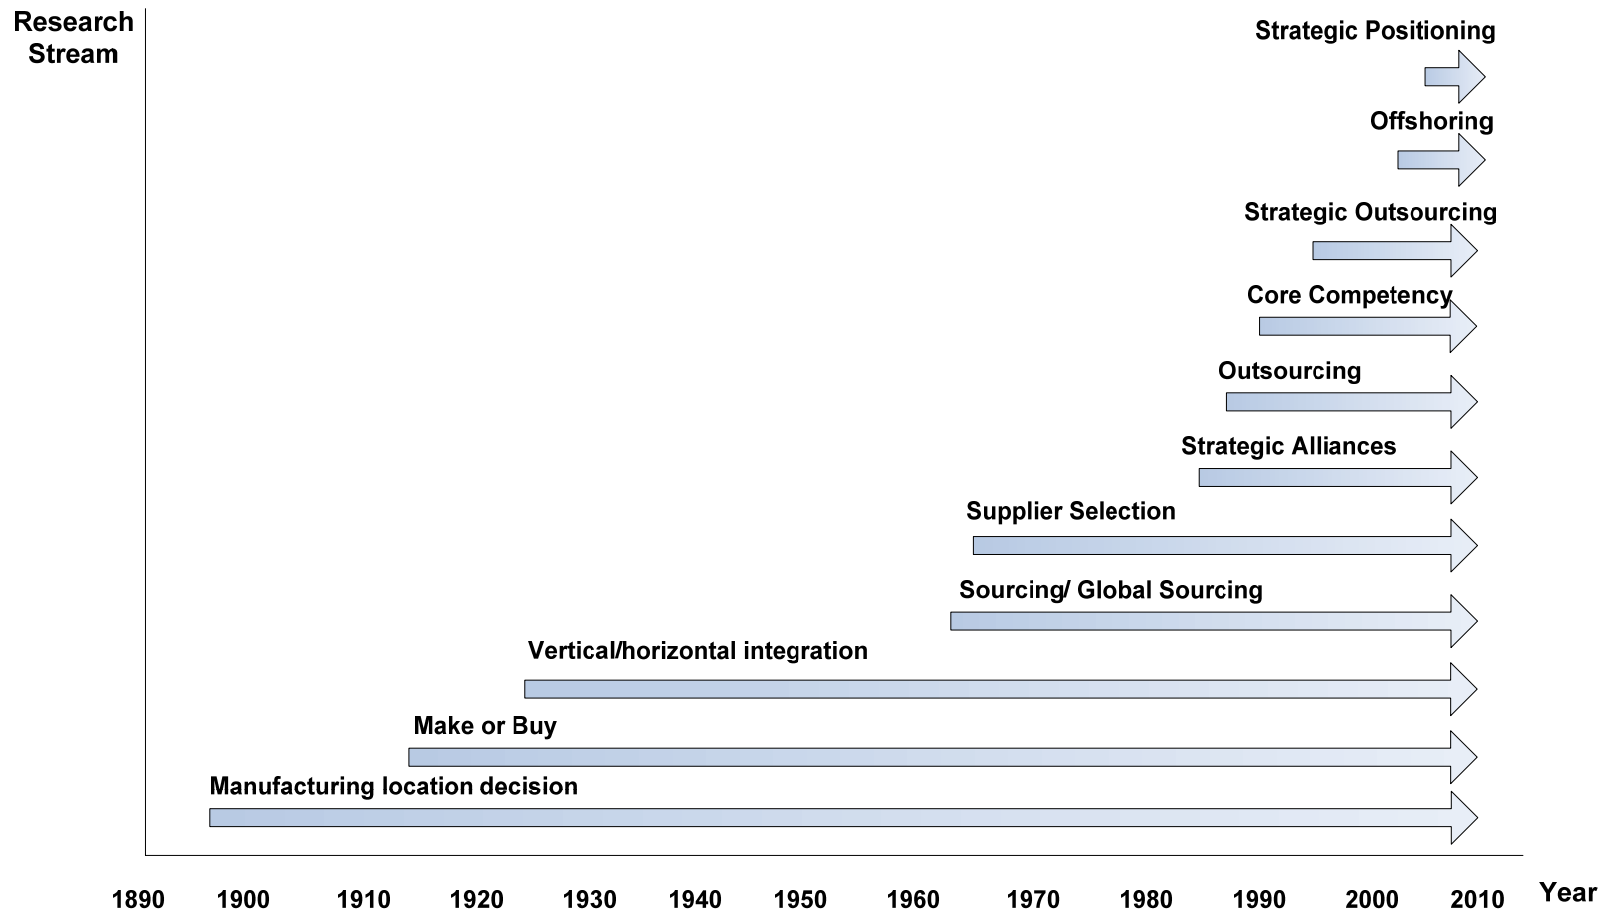 Research
Stream
Strategic Positioning
Offshoring
Strategic Outsourcing
Core Competency
Outsourcing
Strategic Alliances
Supplier Selection
Sourcing/ Global Sourcing
Vertical/horizontal integration
Make or Buy
Manufacturing location decision
1890 1900 1910 1920 1930 1940 1950 1960 1970 1980 1990 2000 2010 Year